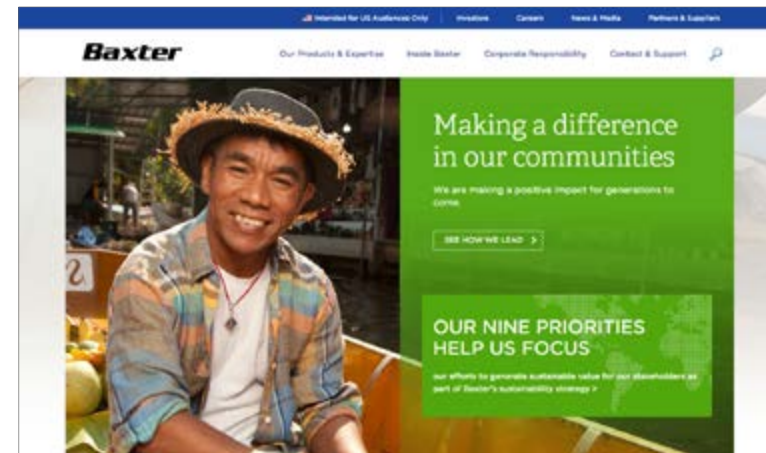 Intended for US Audiences Only Investors Careers News & Media Partners & Suppliers
Baxter Our Products & Expertise Inside Baxter Corporate Responsibility Contact & Support
Making a difference
in our communities
We are making a positive impact for generations to
come.
SEE HOW WE LEAD >
OUR NINE PRIORITIES
HELP US FOCUS
our efforts to generate sustainable value for our stakeholders as
part of Baxter's sustainability strategy >